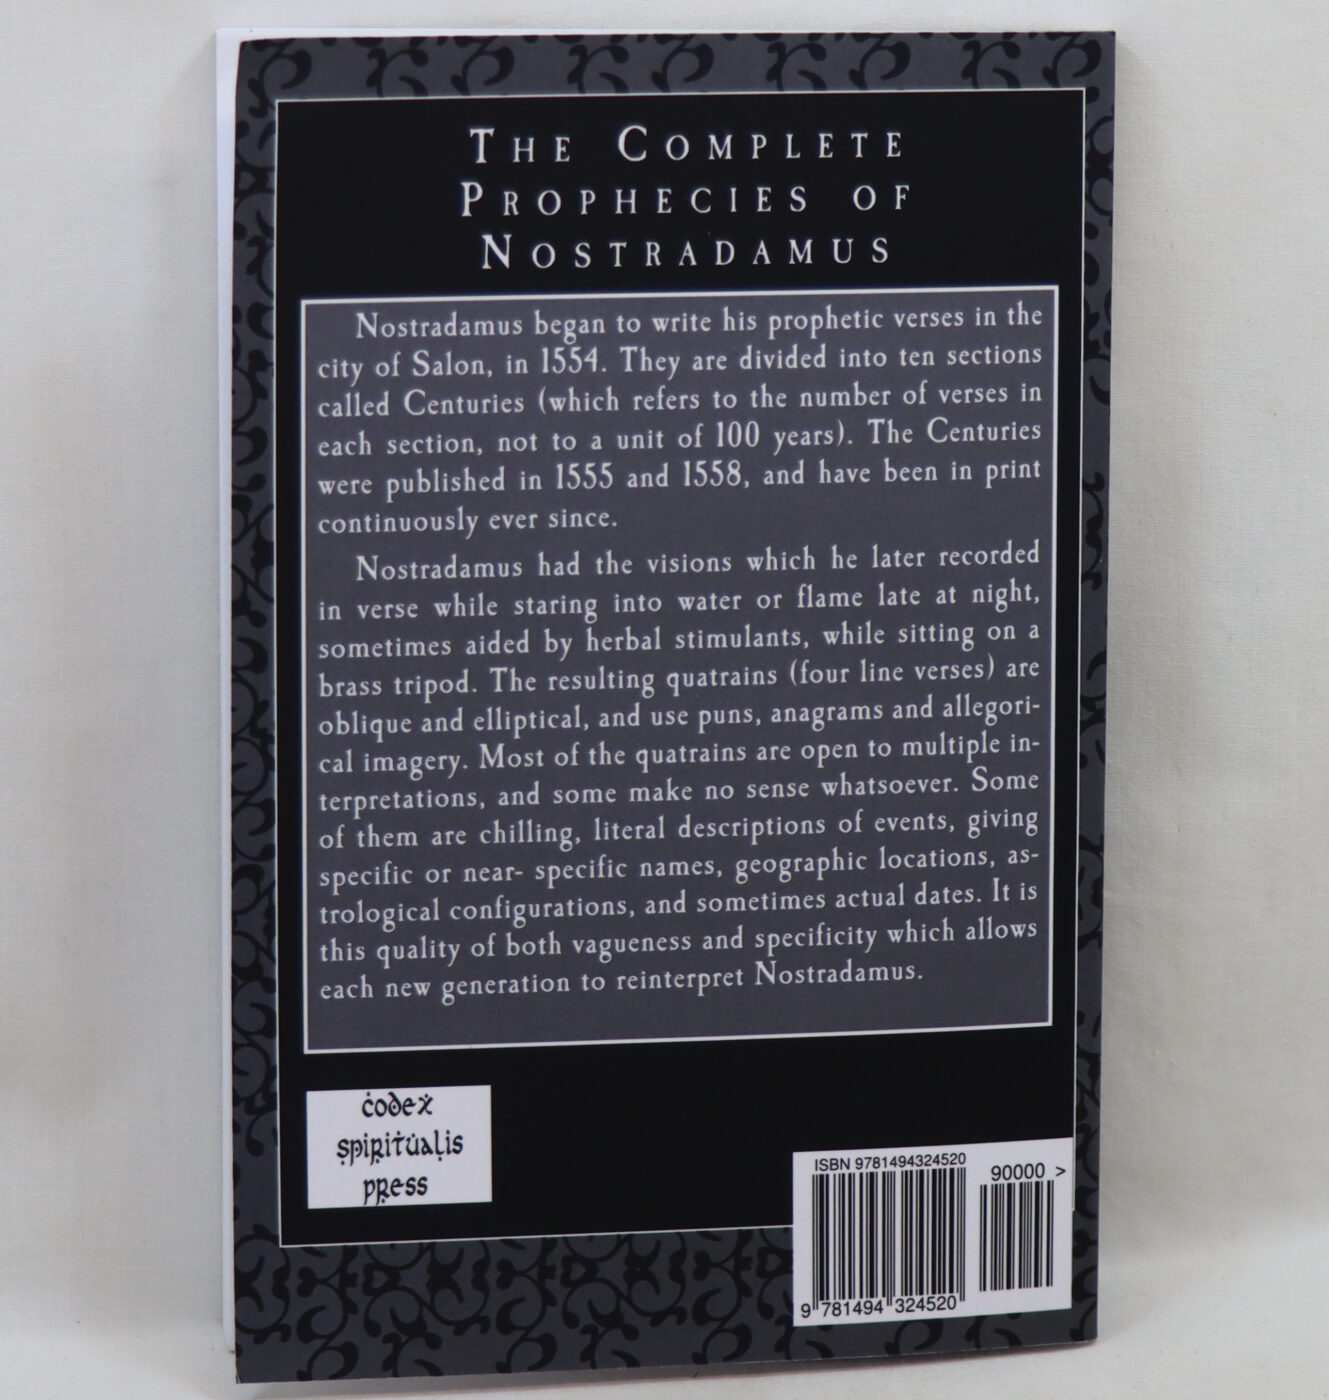 The Complete
Prophecies of
Nostradamus
Nostradamus began to write his prophetic verses in the
city of Salon, in 1554. They are divided into ten sections
called Centuries (which refers to the number of verses in
each section, not to a unit of 100 years). The Centuries
were published in 1555 and 1558, and have been in print
continuously ever since.
Nostradamus had the visions which he later recorded
in verse while staring into water or flame late at night,
sometimes aided by herbal stimulants, while sitting on a
brass tripod. The resulting quatrains (four line verses) are
oblique and elliptical, and use puns, anagrams and allegori-
cal imagery. Most of the quatrains are open to multiple in-
terpretations, and some make no sense whatsoever. Some
of them are chilling, literal descriptions of events, giving
specific or near- specific names, geographic locations, as-
trological configurations, and sometimes actual dates. It is
this quality of both vagueness and specificity which allows
each new generation to reinterpret Nostradamus.
codex
spiritualis
press
ISBN 9781494324520
90000 >
9 781494 324520